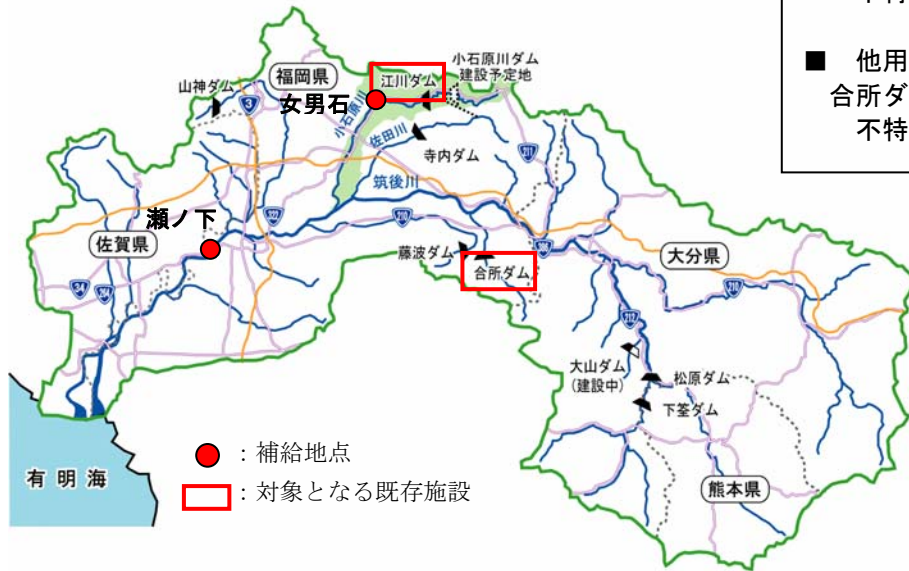 不特
■ 他用
合所ダ
不特
小石原川ダム
建設予定地
福岡県
江川ダム
山神ダム
女男石
3
小石原川
佐田川
寺内ダム
211
筑後川
瀬ノ下
322
210
佐賀県
藤波ダム
合所ダム
386
大分県
210
34
264
212
大山ダム
(建設中)
松原ダム
下筌ダム
熊本県
有明海
:補給地点
:対象となる既存施設